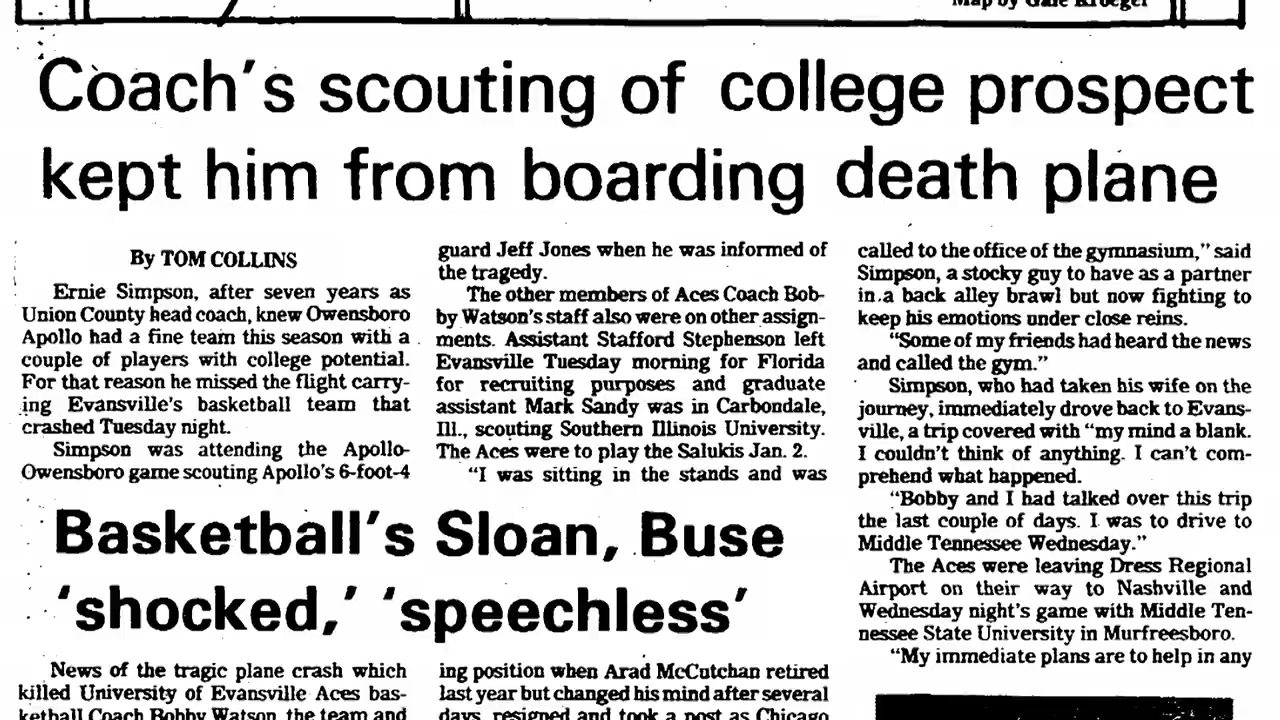 Map by Gale Kroeger
Coach's scouting of college prospect
kept him from boarding death plane
By TOM COLLINS
Ernie Simpson, after seven years as
Union County head coach, knew Owensboro
Apollo had a fine team this season with a
couple of players with college potential.
For that reason he missed the flight carry-
ing Evansville's basketball team that
crashed Tuesday night.
Simpson was attending the Apollo-
Owensboro game scouting Apollo's 6-foot-4
guard Jeff Jones when he was informed of
the tragedy.
The other members of Aces Coach Bob-
by Watson's staff also were on other assign-
ments. Assistant Stafford Stephenson left
Evansville Tuesday morning for Florida
for recruiting purposes and graduate
assistant Mark Sandy was in Carbondale,
Ill., scouting Southern Illinois University.
The Aces were to play the Salukis Jan. 2.
"I was sitting in the stands and was
called to the office of the gymnasium," said
Simpson, a stocky guy to have as a partner
in a back alley brawl but now fighting to
keep his emotions under close reins.
"Some of my friends had heard the news
and called the gym."
Simpson, who had taken his wife on the
journey, immediately drove back to Evans-
ville, a trip covered with "my mind a blank.
I couldn't think of anything. I can't com-
prehend what happened.
"Bobby and I had talked over this trip
the last couple of days. I was to drive to
Middle Tennessee Wednesday."
The Aces were leaving Dress Regional
Airport on their way to Nashville and
Wednesday night's game with Middle Ten-
nessee State University in Murfreesboro.
"My immediate plans are to help in any
Basketball's Sloan, Buse
'shocked,' 'speechless'
News of the tragic plane crash which
killed University of Evansville Aces bas-
ketball Coach Bobby Watson, the team and
ing position when Arad McCutchan retired
last year but changed his mind after several
days, resigned and took a post as Chicago